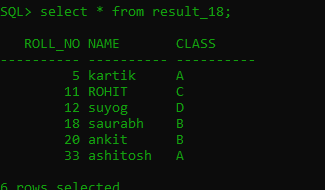 SQL> select * from result_18;
ROLL_NO NAME CLASS
---------- ---------- ----------
5 kartik A
11 ROHIT C
12 suyog D
18 saurabh B
20 ankit B
33 ashitosh A
6 rows selected